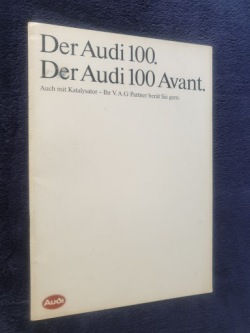 Der Audi 100.
Der Audi 100 Avant.
Auch mit Katalysator – Ihr V.A.G Partner berät Sie gern.
Audi